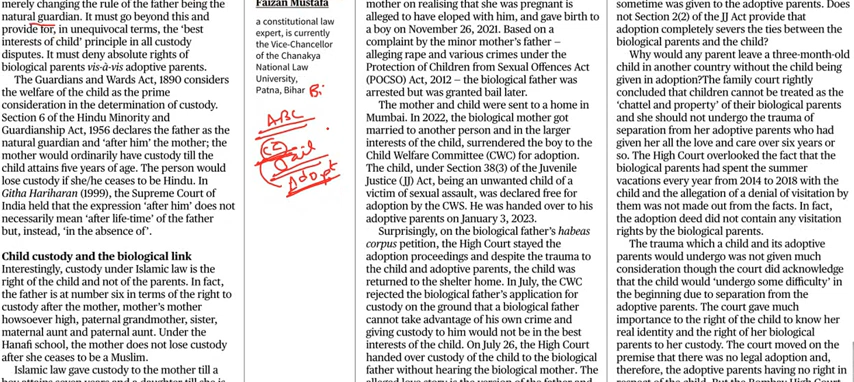 merely changing the rule of the father being the
natural guardian. It must go beyond this and
provide for, in unequivocal terms, the ‘best
interests of child’ principle in all custody
disputes. It must deny absolute rights of
biological parents vis-à-vis adoptive parents.
The Guardians and Wards Act, 1890 considers
the welfare of the child as the prime
consideration in the determination of custody.
Section 6 of the Hindu Minority and
Guardianship Act, 1956 declares the father as the
natural guardian and ‘after him’ the mother; the
mother would ordinarily have custody till the
child attains five years of age. The person would
lose custody if she/he ceases to be Hindu. In
Githa Hariharan (1999), the Supreme Court of
India held that the expression ‘after him’ does not
necessarily mean ‘after life-time’ of the father
but, instead, ‘in the absence of’.
Child custody and the biological link
Interestingly, custody under Islamic law is the
right of the child and not of the parents. In fact,
the father is at number six in terms of the right to
custody after the mother, mother’s mother
howsoever high, paternal grandmother, sister,
maternal aunt and paternal aunt. Under the
Hanafi school, the mother does not lose custody
after she ceases to be a Muslim.
Islamic law gave custody to the mother till a
boy attains seven years and a daughter till she is
Faizan Mustafa
a constitutional law
expert, is currently
the Vice-Chancellor
of the Chanakya
National Law
University,
Patna, Bihar
ABC
Jail
Adopt
mother on realising that she was pregnant is
alleged to have eloped with him, and gave birth to
a boy on November 26, 2021. Based on a
complaint by the minor mother’s father —
alleging rape and various crimes under the
Protection of Children from Sexual Offences Act
(POCSO) Act, 2012 — the biological father was
arrested but was granted bail later.
The mother and child were sent to a home in
Mumbai. In 2022, the biological mother got
married to another person and in the larger
interests of the child, surrendered the boy to the
Child Welfare Committee (CWC) for adoption.
The child, under Section 38(3) of the Juvenile
Justice (JJ) Act, being an unwanted child of a
victim of sexual assault, was declared free for
adoption by the CWS. He was handed over to his
adoptive parents on January 3, 2023.
Surprisingly, on the biological father’s habeas
corpus petition, the High Court stayed the
adoption proceedings and despite the trauma to
the child and adoptive parents, the child was
returned to the shelter home. In July, the CWC
rejected the biological father’s application for
custody on the ground that a biological father
cannot take advantage of his own crime and
giving custody to him would not be in the best
interests of the child. On July 26, the High Court
handed over custody of the child to the biological
father without hearing the biological mother. The
alleged love story is the version of the father and
sometime was given to the adoptive parents. Does
not Section 2(2) of the JJ Act provide that
adoption completely severs the ties between the
biological parents and the child?
Why would any parent leave a three-month-old
child in another country without the child being
given in adoption?The family court rightly
concluded that children cannot be treated as the
‘chattel and property’ of their biological parents
and she should not undergo the trauma of
separation from her adoptive parents who had
given her all the love and care over six years or
so. The High Court overlooked the fact that the
biological parents had spent the summer
vacations every year from 2014 to 2018 with the
child and the allegation of a denial of visitation by
them was not made out from the facts. In fact,
the adoption deed did not contain any visitation
rights by the biological parents.
The trauma which a child and its adoptive
parents would undergo was not given much
consideration though the court did acknowledge
that the child would ‘undergo some difficulty’ in
the beginning due to separation from the
adoptive parents. The court gave much
importance to the right of the child to know her
real identity and the right of her biological
parents to her custody. The court moved on the
premise that there was no legal adoption and,
therefore, the adoptive parents having no right in